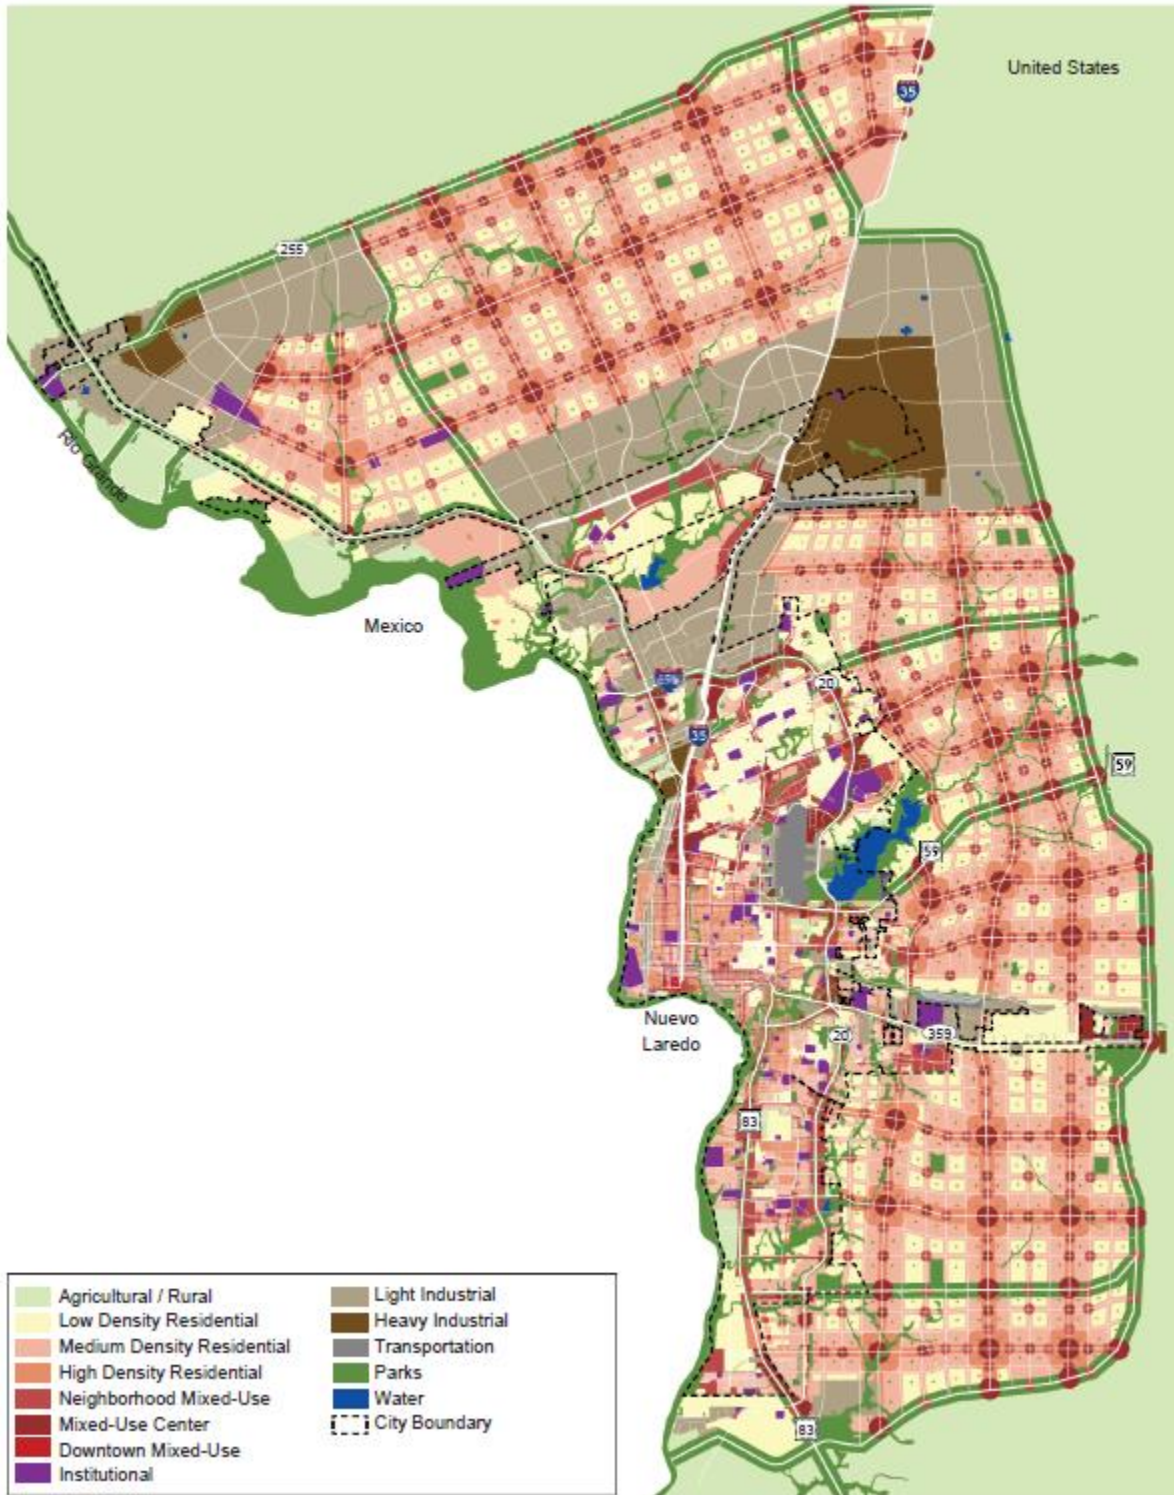 United States
35
255
Rio Grande
Mexico
20
35
59
59
Nuevo
Laredo
20
359
83
83
Agricultural / Rural
Low Density Residential
Medium Density Residential
High Density Residential
Neighborhood Mixed-Use
Mixed-Use Center
Downtown Mixed-Use
Institutional
Light Industrial
Heavy Industrial
Transportation
Parks
Water
City Boundary